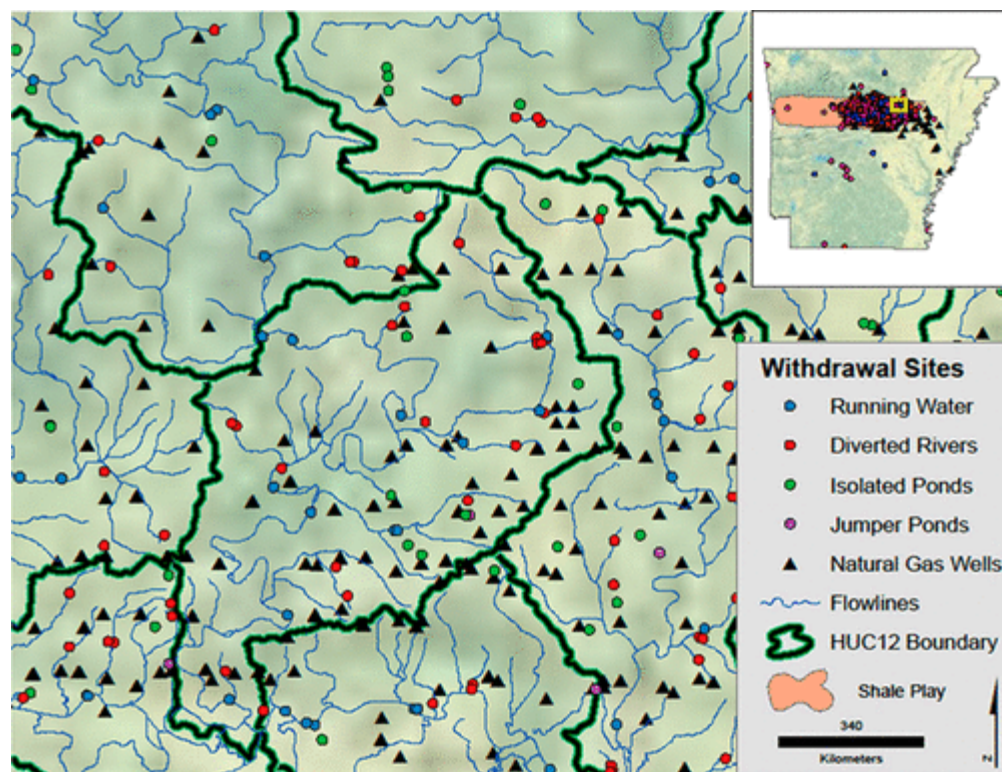 Withdrawal Sites
Running Water
Diverted Rivers
Isolated Ponds
Jumper Ponds
Natural Gas Wells
Flowlines
HUC12 Boundary
Shale Play
340
Kilometers
N